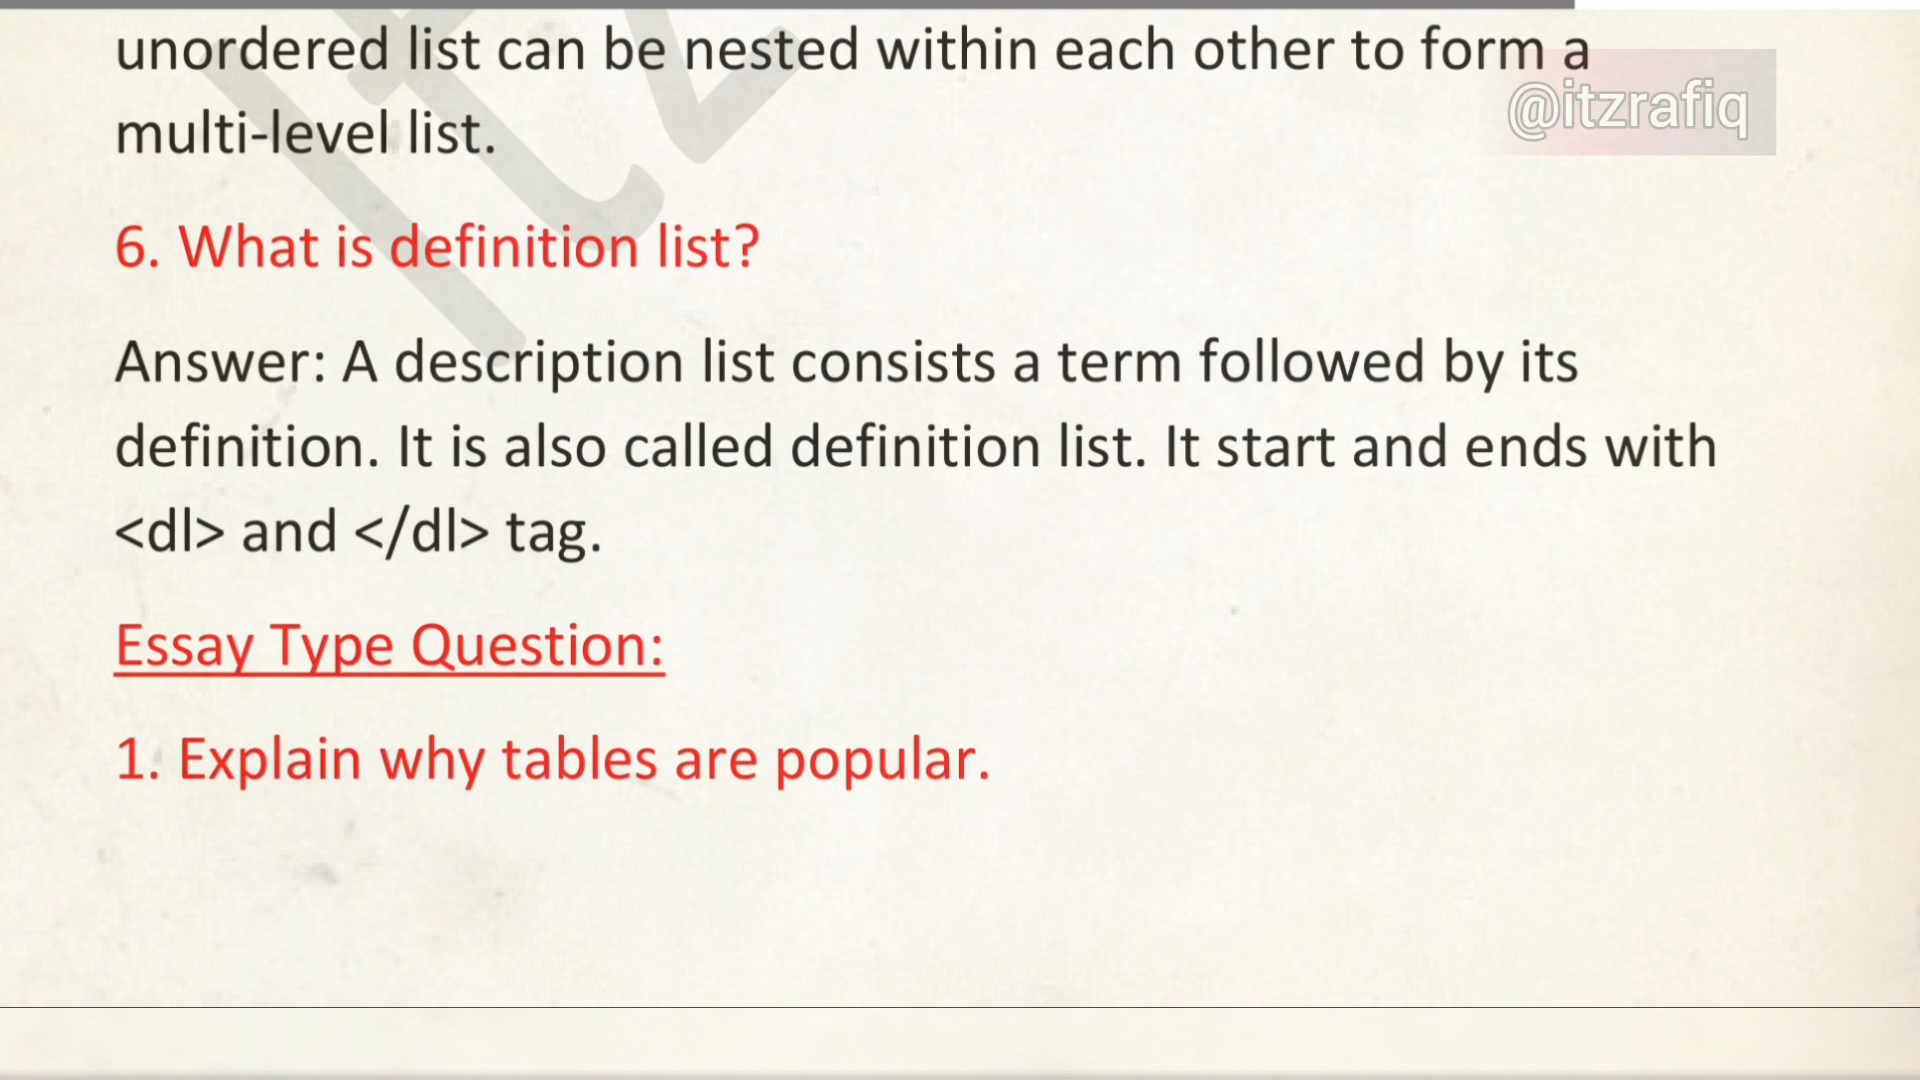 unordered list can be nested within each other to form a
@itzrafiq
multi-level list.
6. What is definition list?
Answer: A description list consists a term followed by its
definition. It is also called definition list. It start and ends with
<dl> and </dl> tag.
Essay Type Question:
1. Explain why tables are popular.